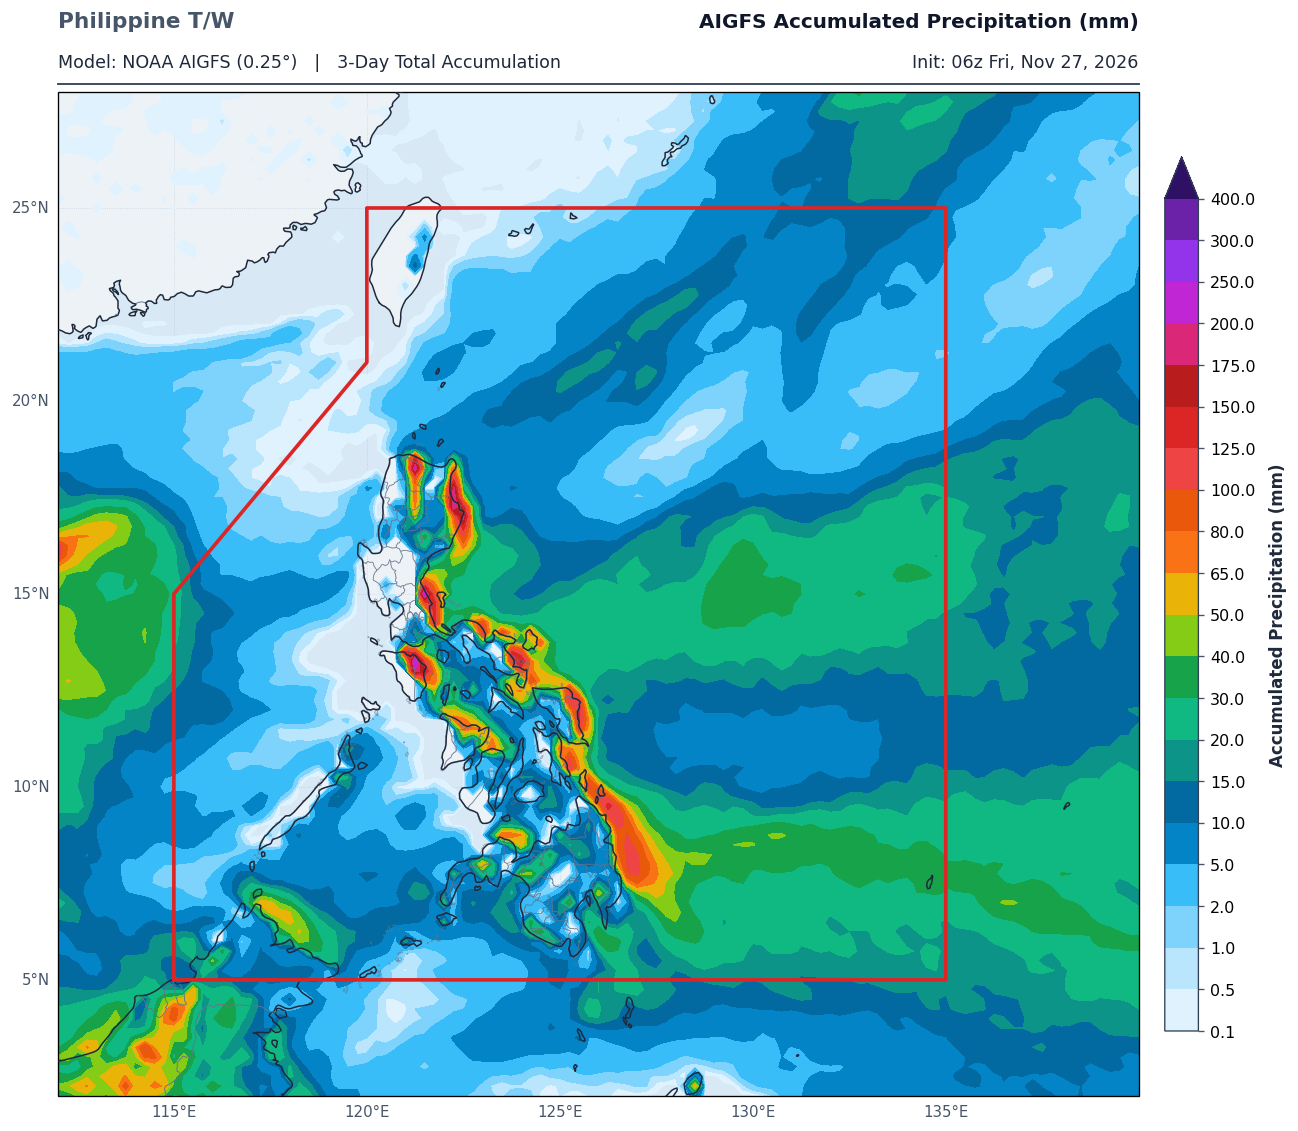 Philippine T/W
AIGFS Accumulated Precipitation (mm)
Model: NOAA AIGFS (0.25°)   |   3-Day Total Accumulation
Init: 06z Fri, Nov 27, 2026
25°N
20°N
15°N
10°N
5°N
115°E
120°E
125°E
130°E
135°E
400.0
300.0
250.0
200.0
175.0
150.0
125.0
100.0
80.0
65.0
50.0
40.0
30.0
20.0
15.0
10.0
5.0
2.0
1.0
0.5
0.1
Accumulated Precipitation (mm)